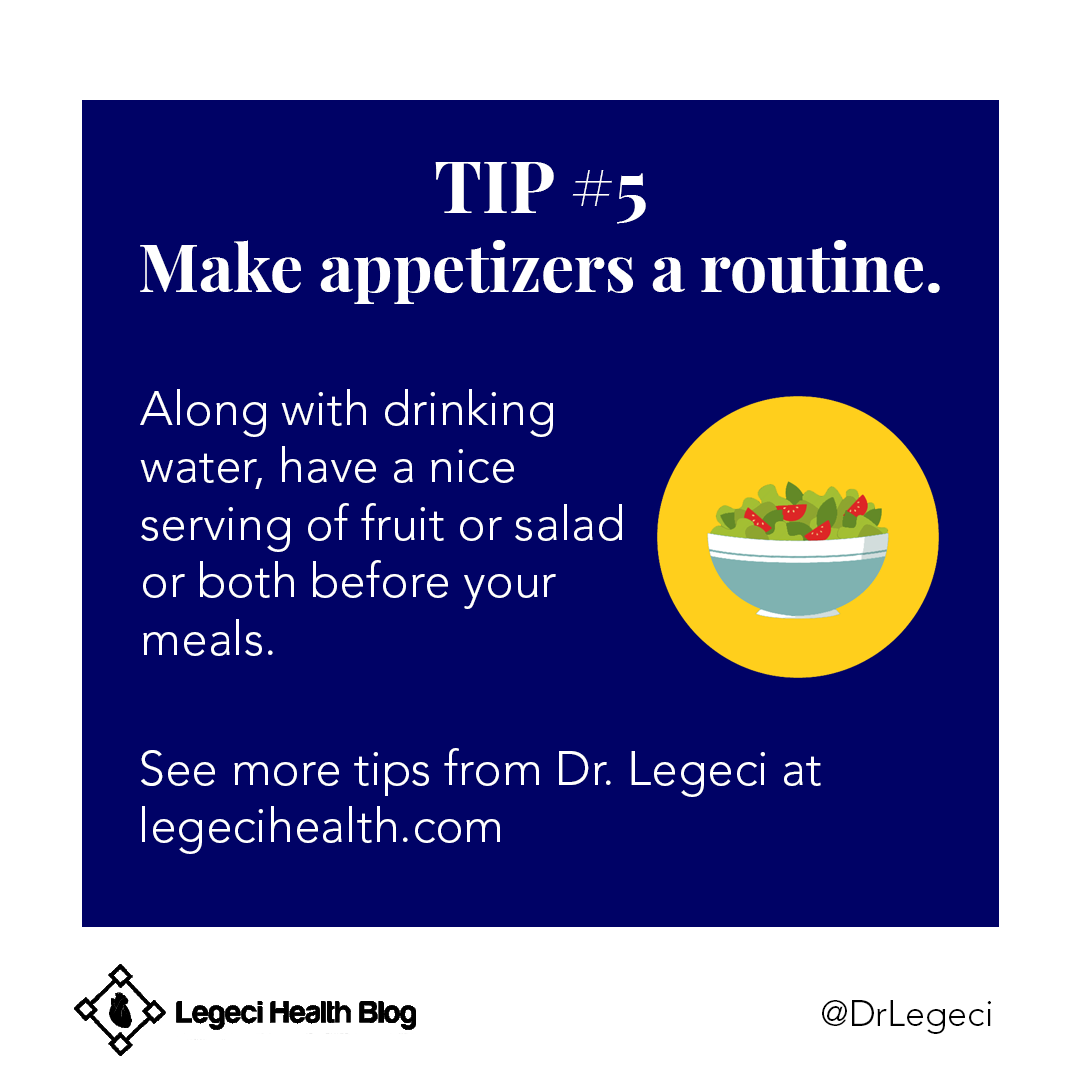 TIP #5
Make appetizers a routine.
Along with drinking
water, have a nice
serving of fruit or salad
or both before your
meals.
See more tips from Dr. Legeci at
legecihealth.com
Legeci Health Blog
@DrLegeci